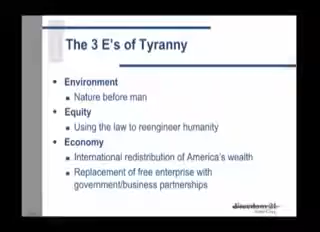 The 3 E's of Tyranny
Environment
Nature before man
Equity
Using the law to reengineer humanity
Economy
International redistribution of America's wealth
Replacement of free enterprise with
government/business partnerships